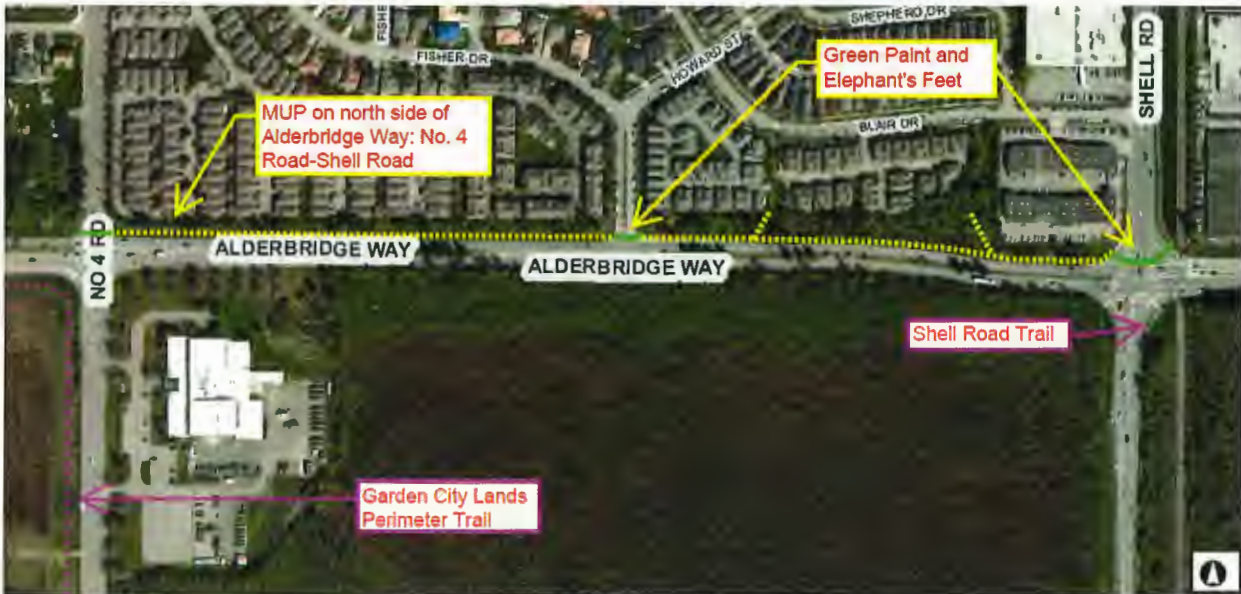 FISHE
SHEPHERD DR
FISHER DR
HOWARD ST
Green Paint and
Elephant's Feet
SHELL RD
MUP on north side of
Alderbridge Way: No. 4
Road-Shell Road
BLAIR DR
NO 4 RD
ALDERBRIDGE WAY
ALDERBRIDGE WAY
Shell Road Trail
Garden City Lands
Perimeter Trail